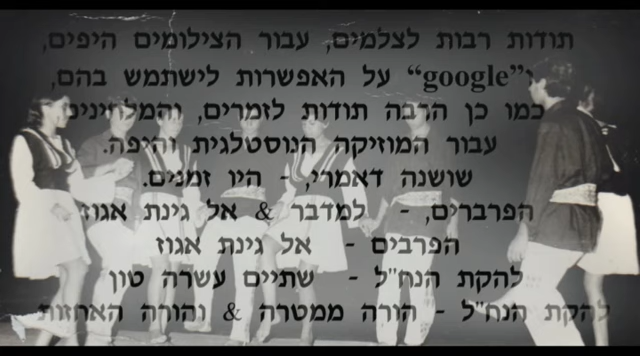 תודות רבות לצלמים, עבור הצילומים היפים,
ו"google" על האפשרות לישתמש בהם,
כמו כן הרבה תודות לזמרים, והמלחינים
עבור המוזיקה הנוסטלגית והיפה.
שושנה דאמרי, - היו זמנים.
הפרברים, - למדבר & אל גינת אגוז
הפרבים - אל גינת אגוז
להקת הנח"ל - שתיים עשרה טון
להקת הנח"ל - הורה ממטרה & והורה האחזות